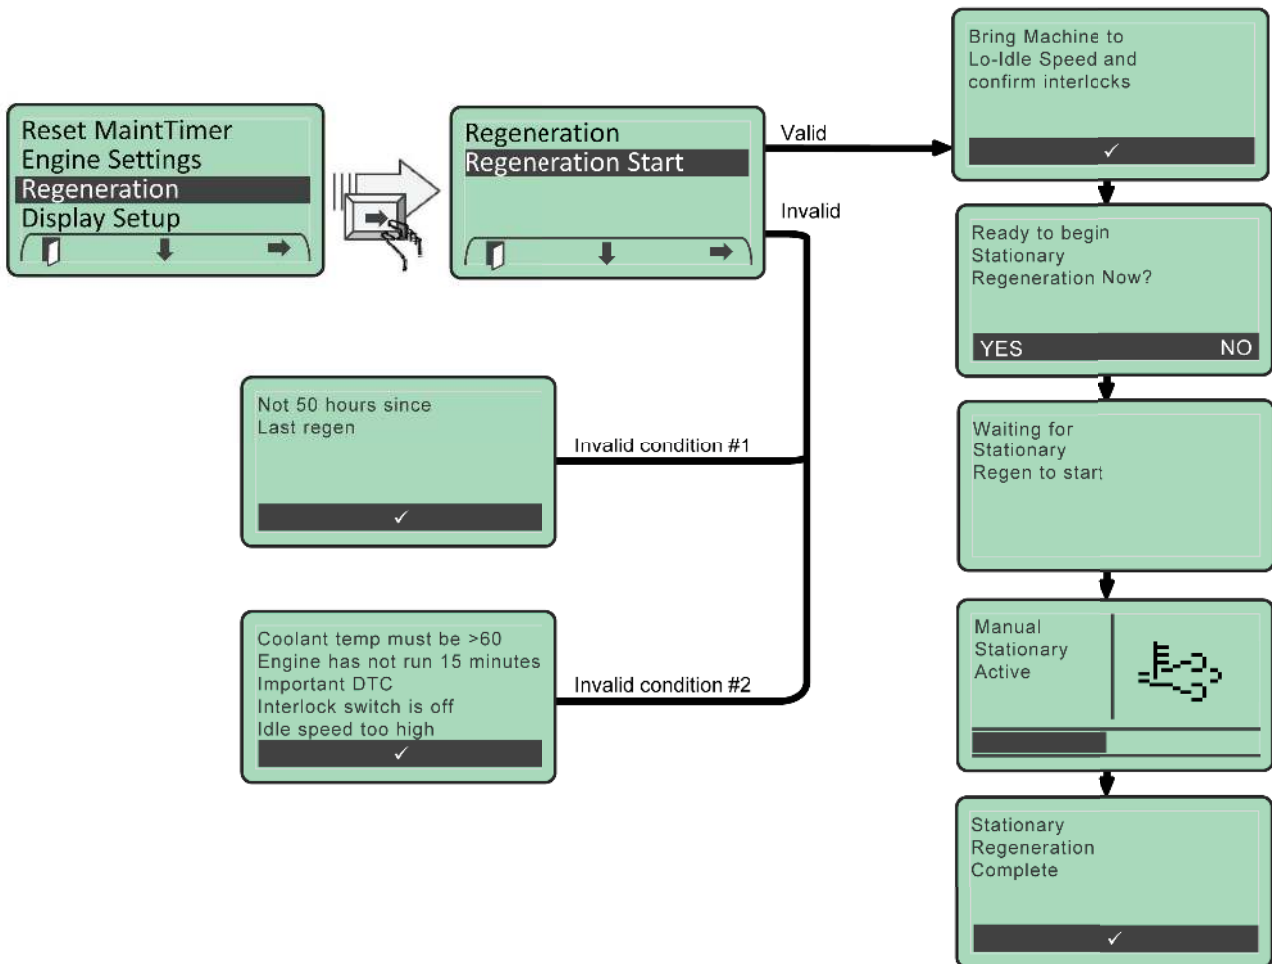 Reset MaintTimer
Engine Settings
Regeneration
Display Setup
Regeneration
Regeneration Start
Valid
Invalid
Bring Machine to
Lo-Idle Speed and
confirm interlocks
✓
Ready to begin
Stationary
Regeneration Now?
YES NO
Waiting for
Stationary
Regen to start
Manual
Stationary
Active
Stationary
Regeneration
Complete
✓
Not 50 hours since
Last regen
✓
Invalid condition #1
Coolant temp must be >60
Engine has not run 15 minutes
Important DTC
Interlock switch is off
Idle speed too high
✓
Invalid condition #2